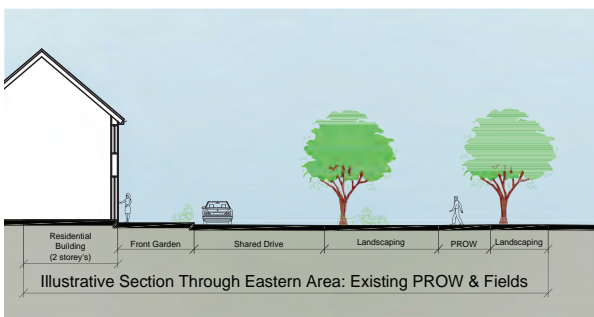 Residential
Building
(2 storey's)
Front Garden
Shared Drive
Landscaping
PROW
Landscaping
Illustrative Section Through Eastern Area: Existing PROW & Fields